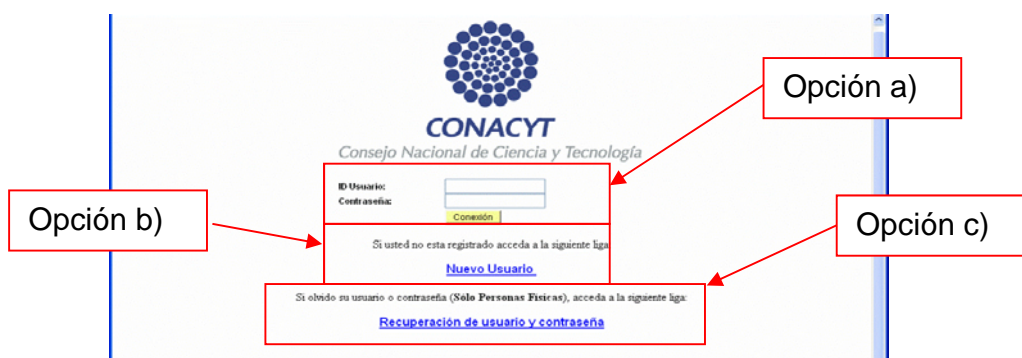 CONACYT
Consejo Nacional de Ciencia y Tecnología
Opción a)
ID Usuario:
Contraseña:
Conexión
Opción b)
Si usted no esta registrado acceda a la siguiente liga
Nuevo Usuario
Opción c)
Si olvido su usuario o contraseña (Sólo Personas Fisicas), acceda a la siguiente liga:
Recuperación de usuario y contraseña